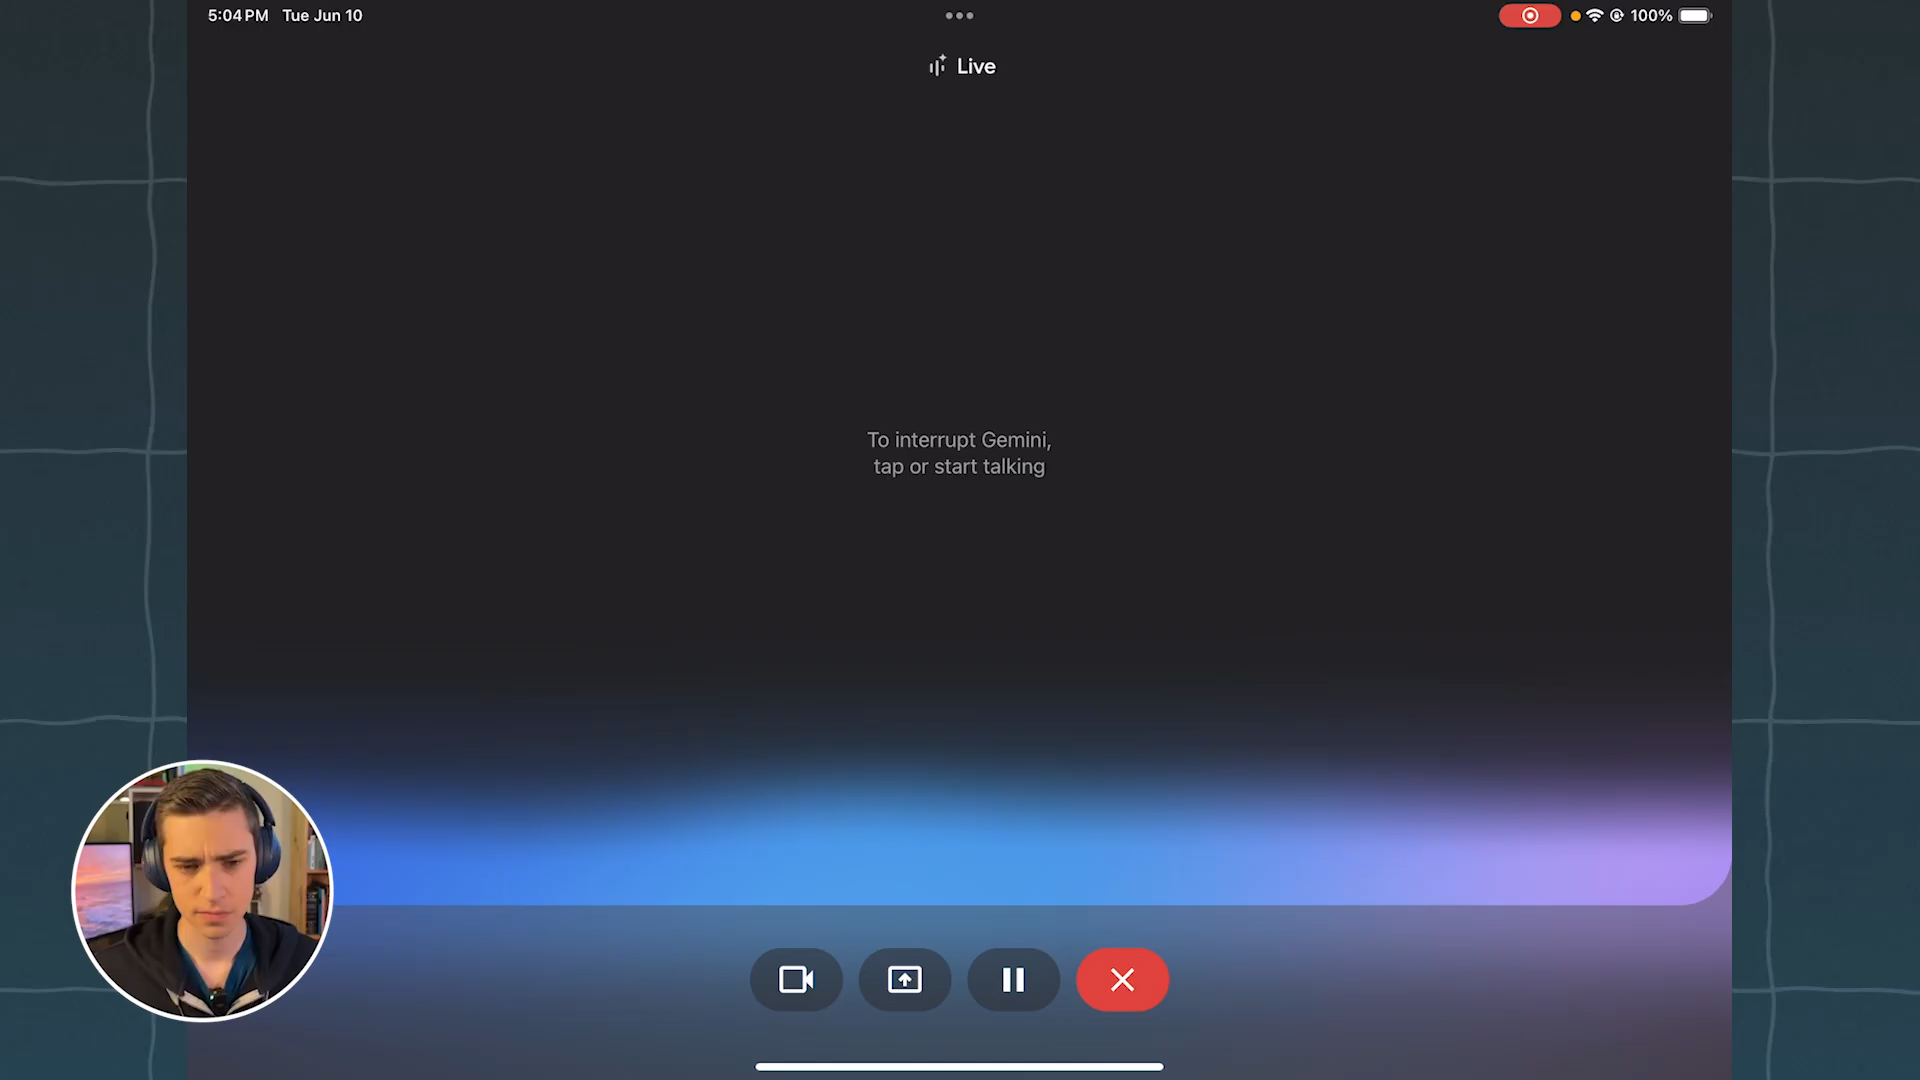 5:04 PM Tue Jun 10
100%
Live
To interrupt Gemini,
tap or start talking